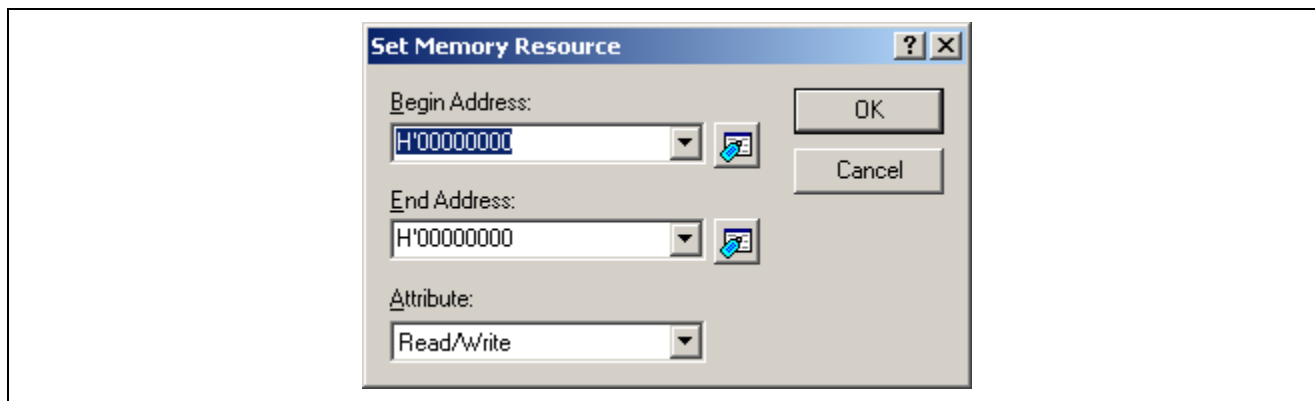 Set Memory Resource
Begin Address:
OK
H'00000000
Cancel
End Address:
H'00000000
Attribute:
Read/Write